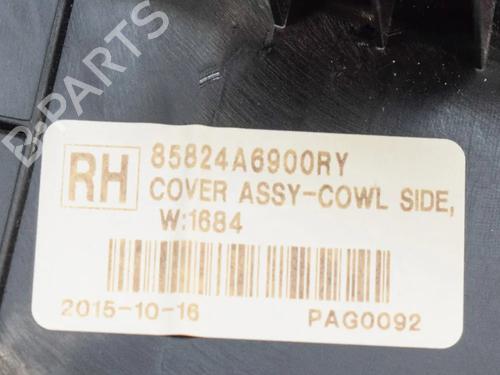 B-PARTS
RH
85824A6900RY
COVER ASSY-COWL SIDE,
W:1684
2015-10-16
PAG0092